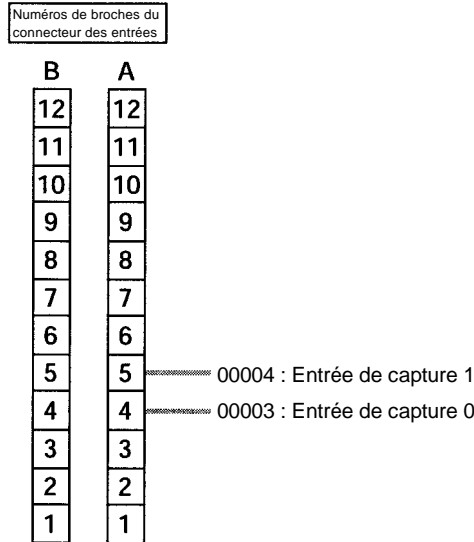 Numéros de broches du
connecteur des entrées
B A
12 12
11 11
10 10
9 9
8 8
7 7
6 6
5 5 00004 : Entrée de capture 1
4 4 00003 : Entrée de capture 0
3 3
2 2
1 1